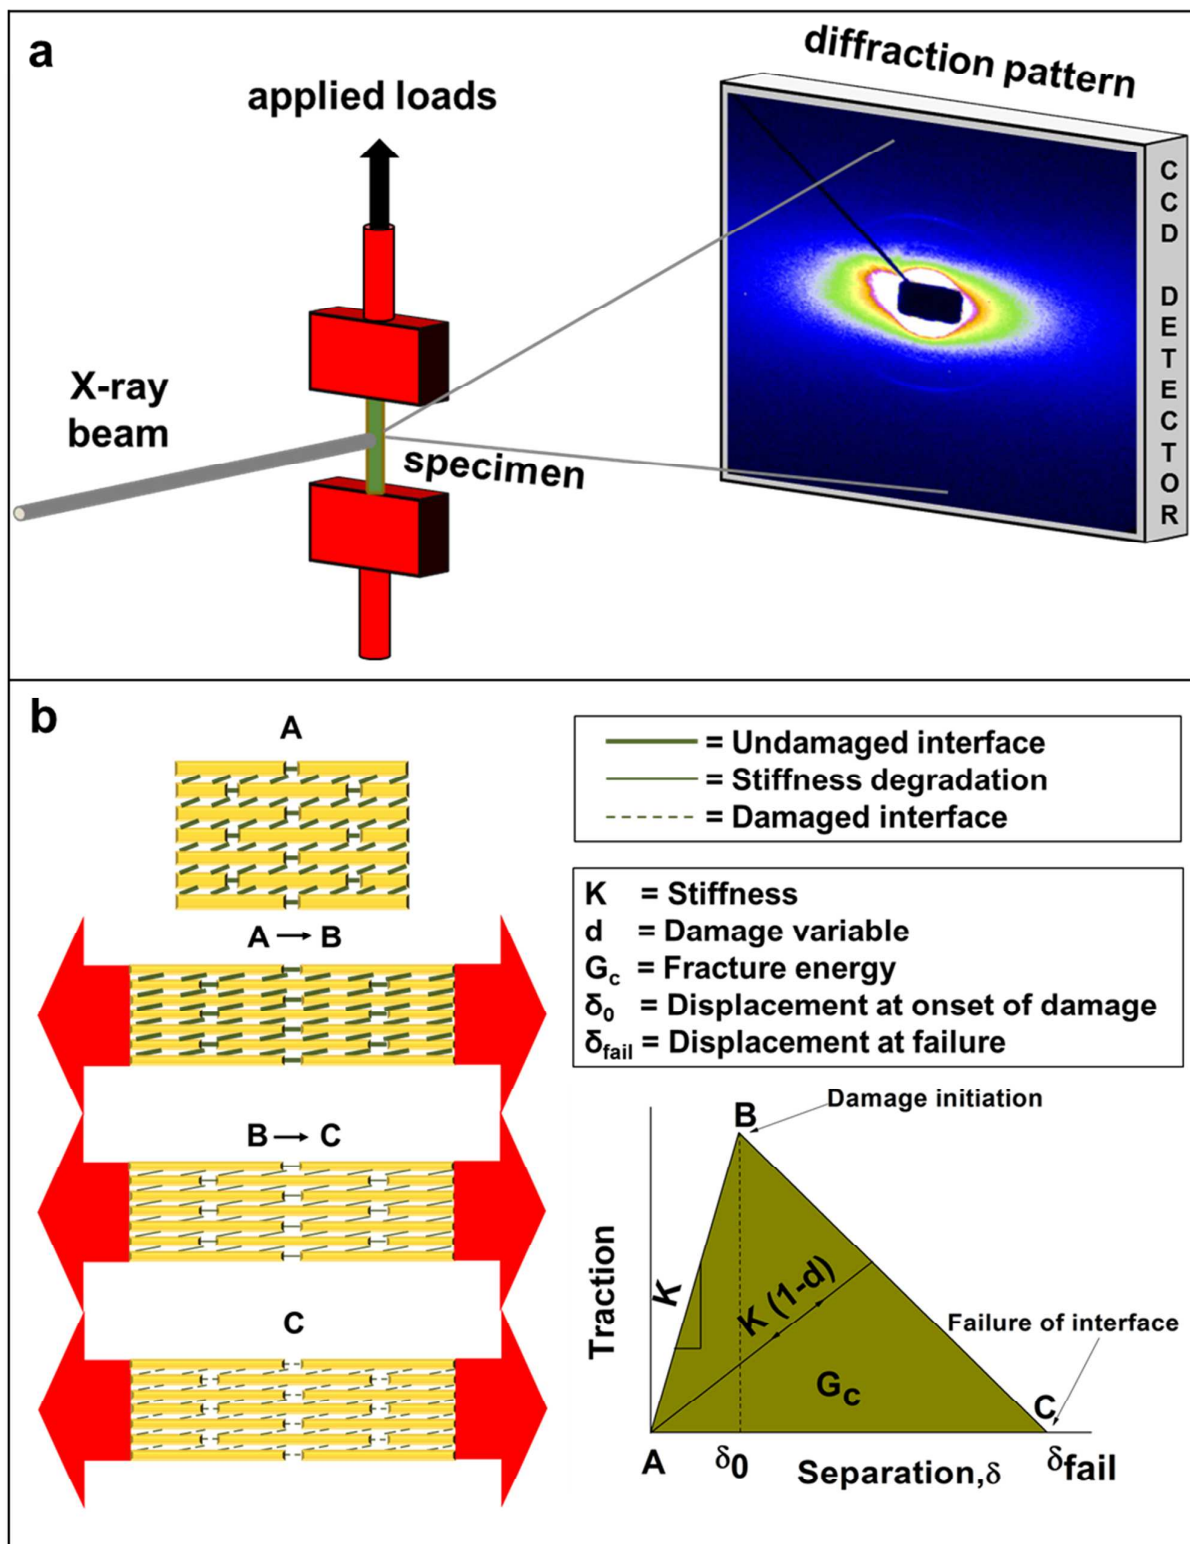 a
applied loads
diffraction pattern
X-ray
beam
specimen
CCD DETECTOR
b
A
A → B
B → C
C
= Undamaged interface
= Stiffness degradation
= Damaged interface
K = Stiffness
d = Damage variable
Gc = Fracture energy
δ0 = Displacement at onset of damage
δfail = Displacement at failure
B
Damage initiation
Traction
K
K (1-d)
Failure of interface
Gc
C
A
δ0
Separation,δ
δfail